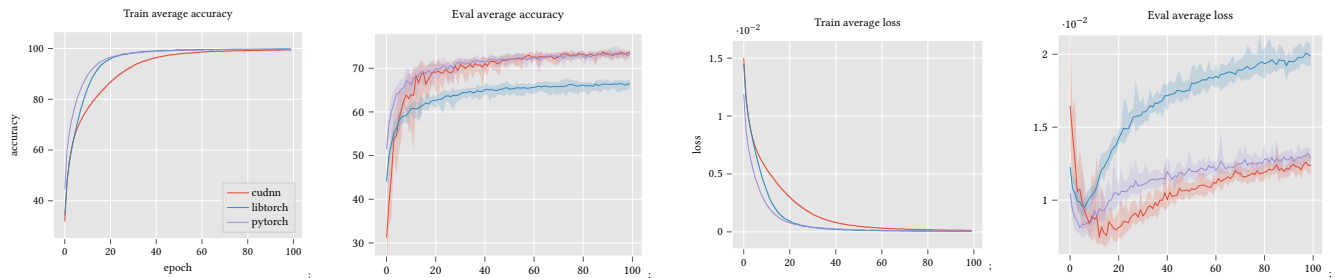 Train average accuracy
100
80
60
40
0 20 40 60 80 100
accuracy
epoch
cudnn
libtorch
pytorch
;
Eval average accuracy
70
60
50
40
30
0 20 40 60 80 100
;
Train average loss
·10⁻²
1.5
1
0.5
0
0 20 40 60 80 100
loss
;
Eval average loss
·10⁻²
2
1.5
1
0 20 40 60 80 100
;